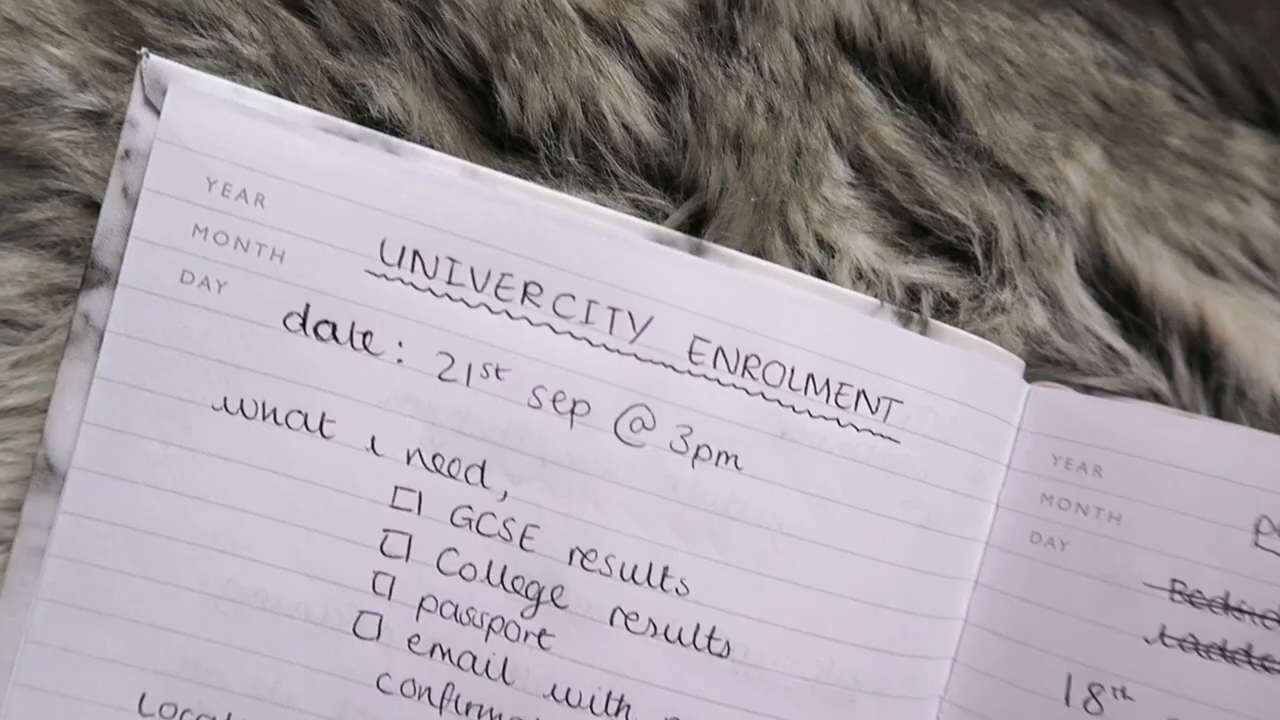 YEAR
MONTH
DAY
UNIVERCITY ENROLMENT
date: 21st sep @ 3pm
what i need,
GCSE results
College results
passport
email with
YEAR
MONTH
DAY
18th